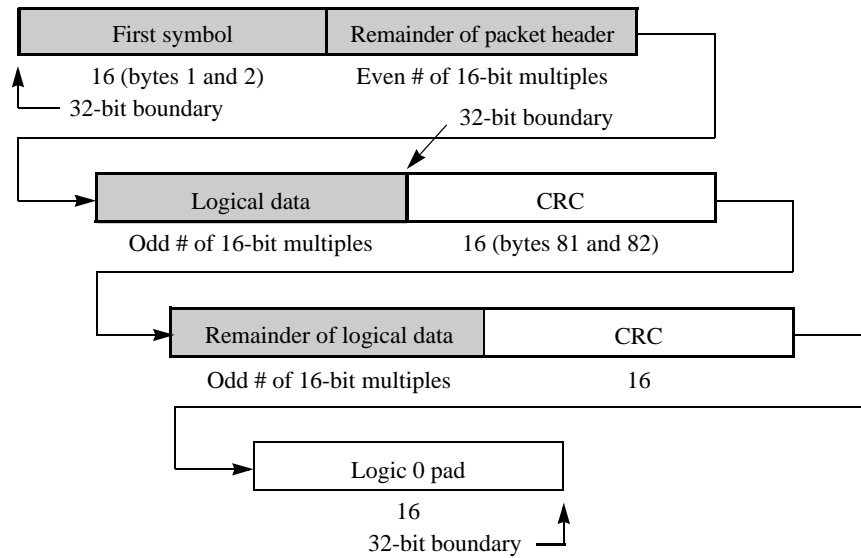 First symbol
Remainder of packet header
16 (bytes 1 and 2)
Even # of 16-bit multiples
32-bit boundary
32-bit boundary
Logical data
CRC
Odd # of 16-bit multiples
16 (bytes 81 and 82)
Remainder of logical data
CRC
Odd # of 16-bit multiples
16
Logic 0 pad
16
32-bit boundary